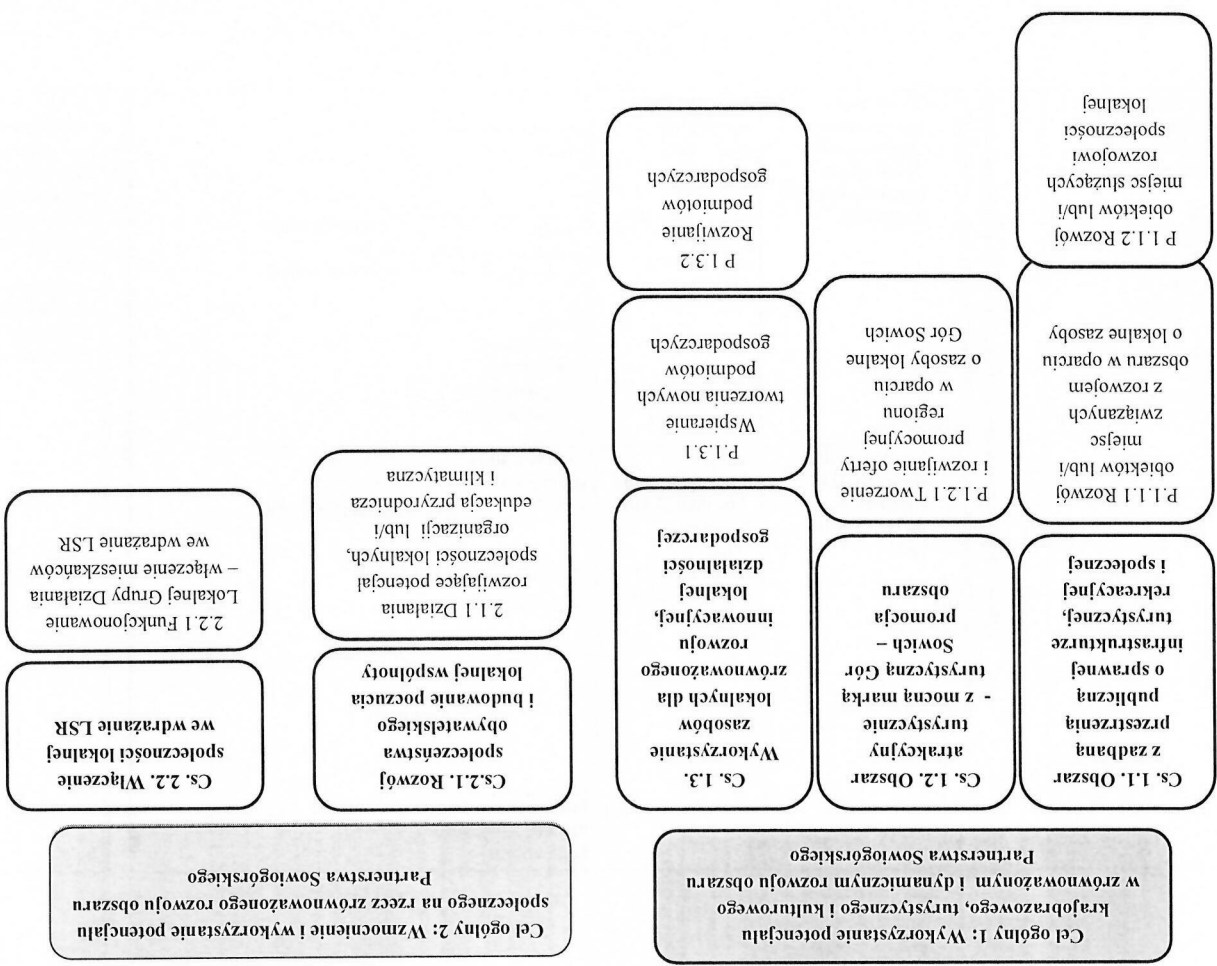 Cel ogólny 1: Wykorzystanie potencjału
krajobrazowego, turystycznego i kulturowego
w zrównoważonym i dynamicznym rozwoju obszaru
Partnerstwa Sowiogórskiego
Cel ogólny 2: Wzmocnienie i wykorzystanie potencjału
społecznego na rzecz zrównoważonego rozwoju obszaru
Partnerstwa Sowiogórskiego
Cs. 1.1. Obszar
z zadbaną
przestrzenią
publiczną
o sprawnej
infrastrukturze
turystycznej,
rekreacyjnej
i społecznej
Cs. 1.2. Obszar
atrakcyjny
turystycznie
- z mocną marką
turystyczną Gór
Sowich –
promocja
obszaru
Cs. 1.3.
Wykorzystanie
zasobów
lokalnych dla
zrównoważonego
rozwoju
innowacyjnej,
lokalnej
działalności
gospodarczej
Cs.2.1. Rozwój
społeczeństwa
obywatelskiego
i budowanie poczucia
lokalnej wspólnoty
Cs. 2.2. Włączenie
społeczności lokalnej
we wdrażanie LSR
P.1.1.1 Rozwój
obiektów lub/i
miejsc
związanych
z rozwojem
obszaru w oparciu
o lokalne zasoby
P.1.2.1 Tworzenie
i rozwijanie oferty
promocyjnej
regionu
w oparciu
o zasoby lokalne
Gór Sowich
P.1.3.1
Wspieranie
tworzenia nowych
podmiotów
gospodarczych
2.1.1 Działania
rozwijające potencjał
społeczności lokalnych,
organizacji lub/i
edukacja przyrodnicza
i klimatyczna
2.2.1 Funkcjonowanie
Lokalnej Grupy Działania
– włączenie mieszkańców
we wdrażanie LSR
P 1.1.2 Rozwój
obiektów lub/i
miejsc służących
rozwojowi
społeczności
lokalnej
P 1.3.2
Rozwijanie
podmiotów
gospodarczych